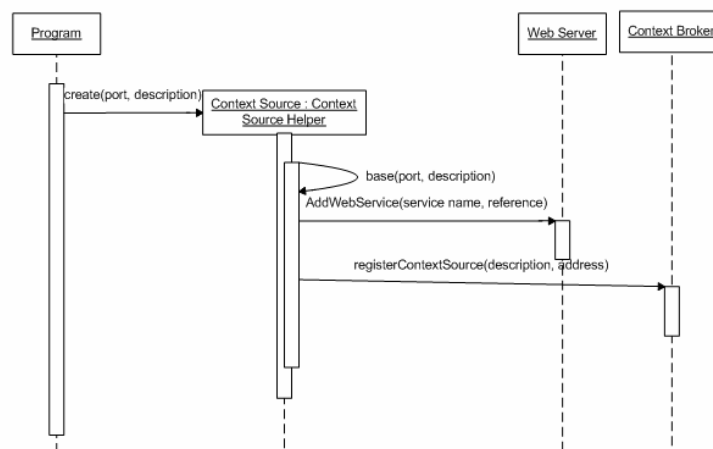 Program
Web Server
Context Broker
create(port, description)
Context Source : Context
Source Helper
base(port, description)
AddWebService(service name, reference)
registerContextSource(description, address)